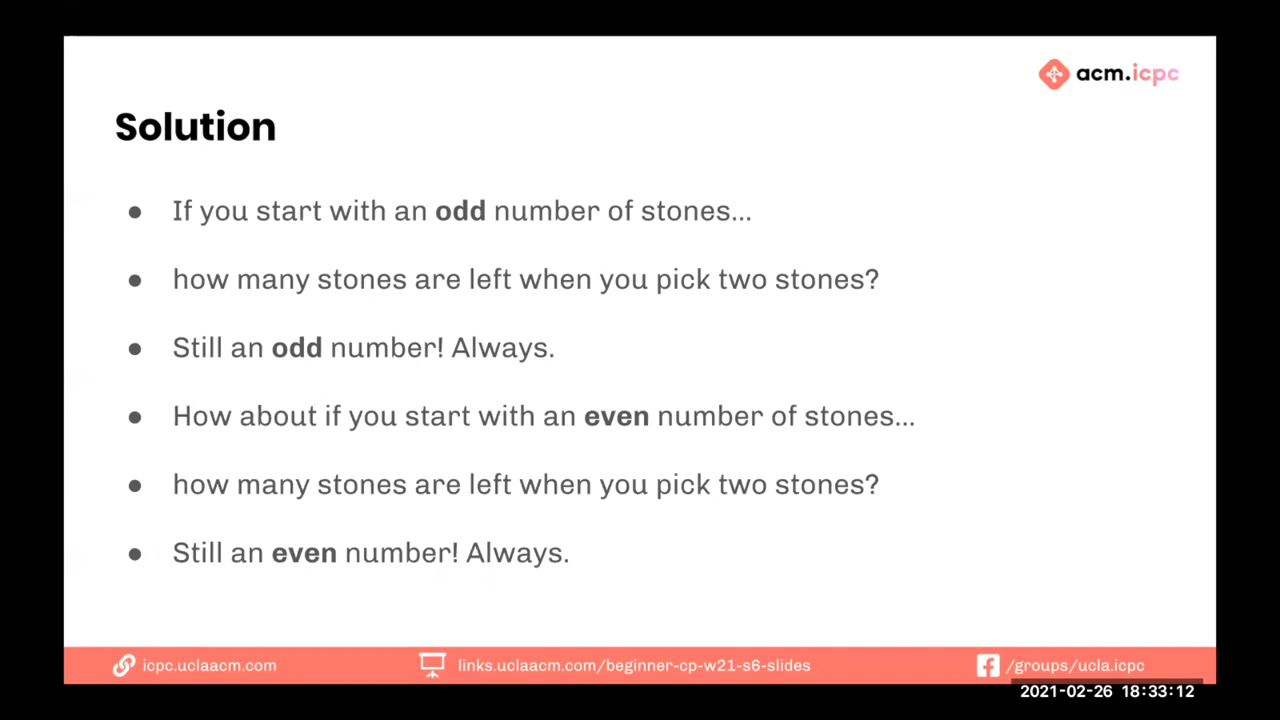 acm.icpc
Solution
● If you start with an odd number of stones...
● how many stones are left when you pick two stones?
● Still an odd number! Always.
● How about if you start with an even number of stones...
● how many stones are left when you pick two stones?
● Still an even number! Always.
icpc.uclaacm.com
links.uclaacm.com/beginner-cp-w21-s6-slides
/groups/ucla.icpc
2021-02-26 18:33:12